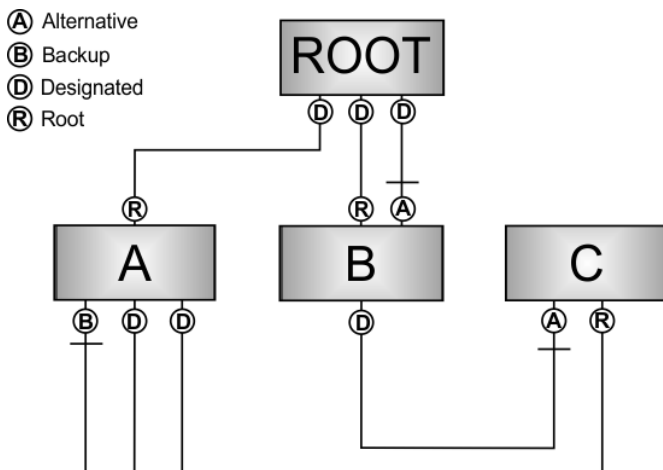 A Alternative
B Backup
D Designated
R Root
ROOT
D D D
R R A
A B C
B D D D A R